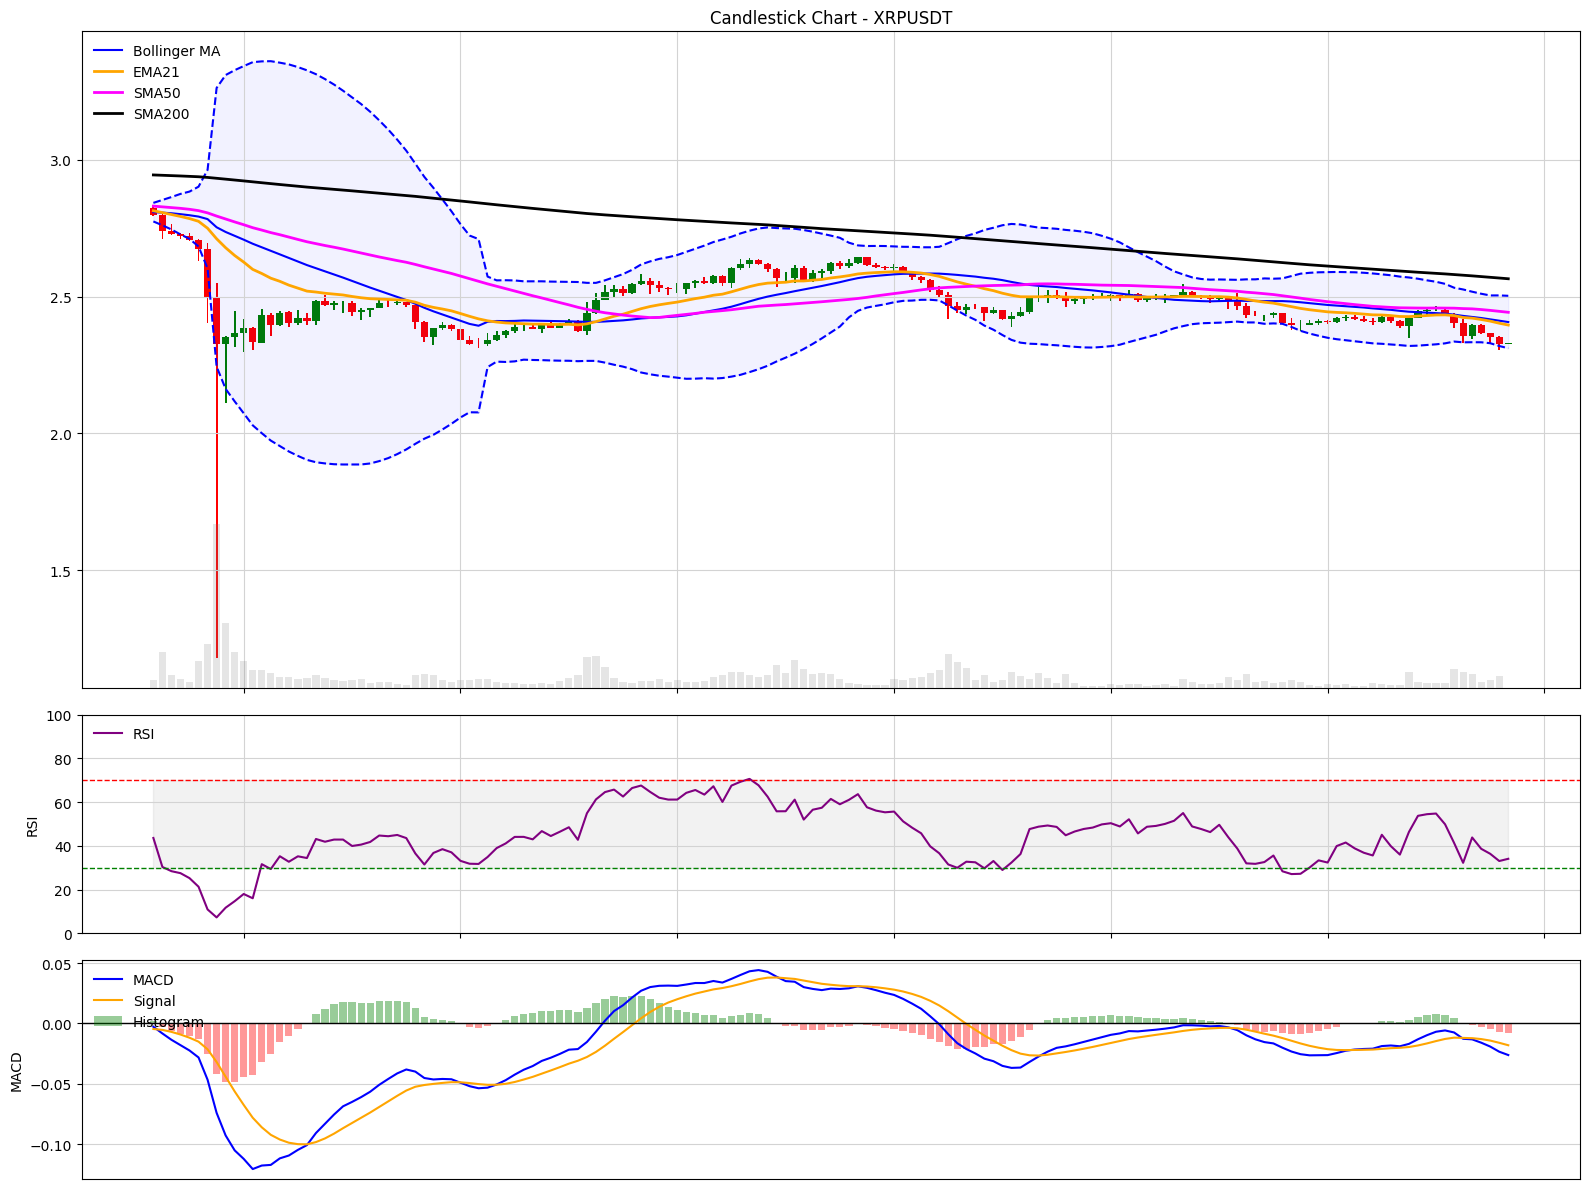 Candlestick Chart - XRPUSDT
Bollinger MA
EMA21
SMA50
SMA200
3.0
2.5
2.0
1.5
100
RSI
80
60
40
20
0
RSI
0.05
MACD
Signal
Histogram
0.00
−0.05
−0.10
MACD